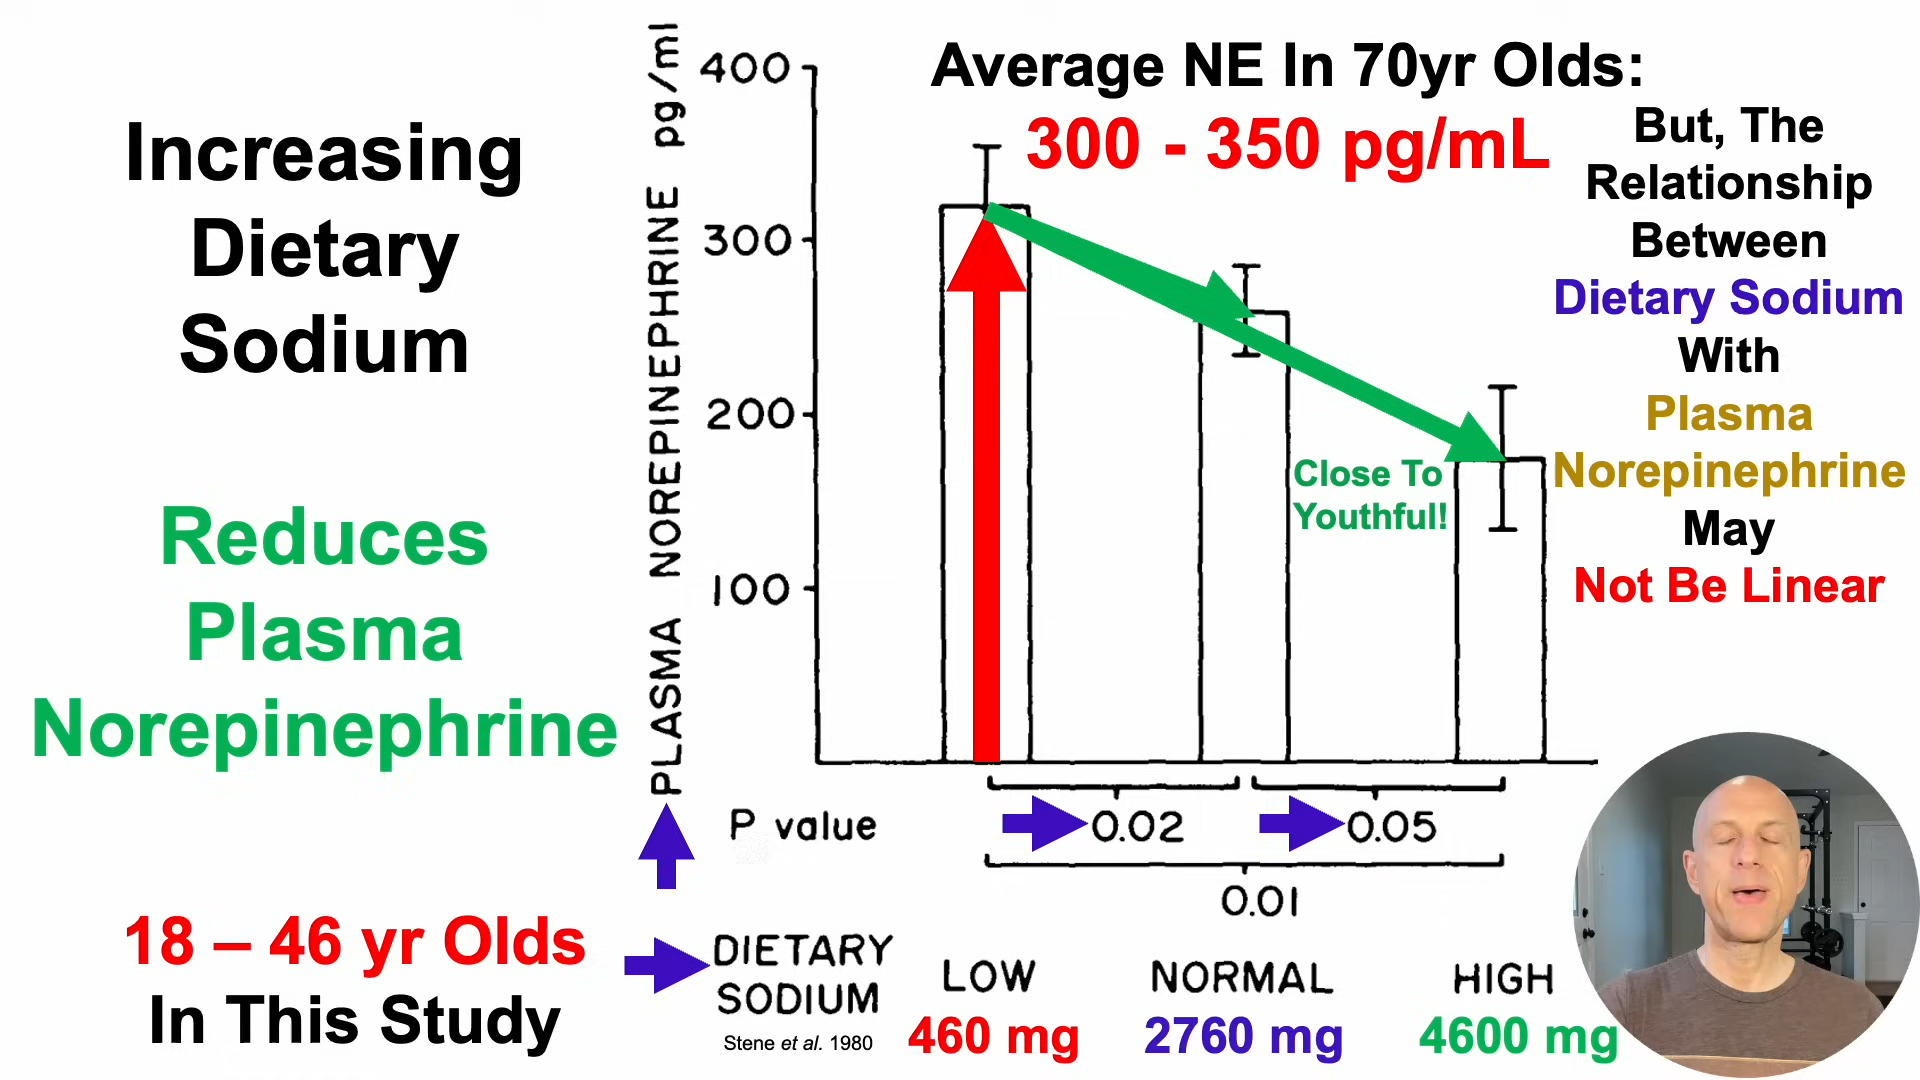 Increasing
Dietary
Sodium
Reduces
Plasma
Norepinephrine
18 – 46 yr Olds
In This Study
PLASMA NOREPINEPHRINE pg/ml
400
300
200
100
Average NE In 70yr Olds:
300 - 350 pg/mL
Close To
Youthful!
But, The
Relationship
Between
Dietary Sodium
With
Plasma
Norepinephrine
May
Not Be Linear
P value
0.02
0.05
0.01
DIETARY
SODIUM
LOW
NORMAL
HIGH
Stene et al. 1980
460 mg
2760 mg
4600 mg